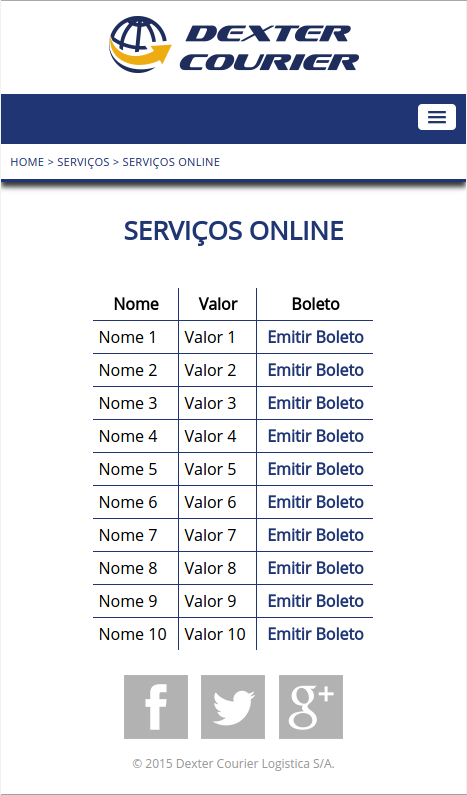 DEXTER
COURIER
HOME > SERVIÇOS > SERVIÇOS ONLINE
SERVIÇOS ONLINE
Nome Valor Boleto
Nome 1 Valor 1 Emitir Boleto
Nome 2 Valor 2 Emitir Boleto
Nome 3 Valor 3 Emitir Boleto
Nome 4 Valor 4 Emitir Boleto
Nome 5 Valor 5 Emitir Boleto
Nome 6 Valor 6 Emitir Boleto
Nome 7 Valor 7 Emitir Boleto
Nome 8 Valor 8 Emitir Boleto
Nome 9 Valor 9 Emitir Boleto
Nome 10 Valor 10 Emitir Boleto
f g+
© 2015 Dexter Courier Logistica S/A.